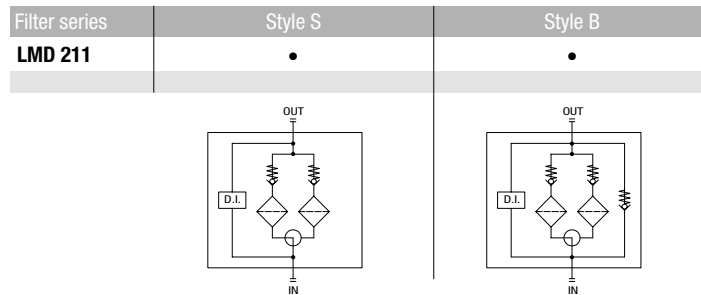 Filter series Style S Style B
LMD 211 • •
OUT OUT
D.I. D.I.
IN IN